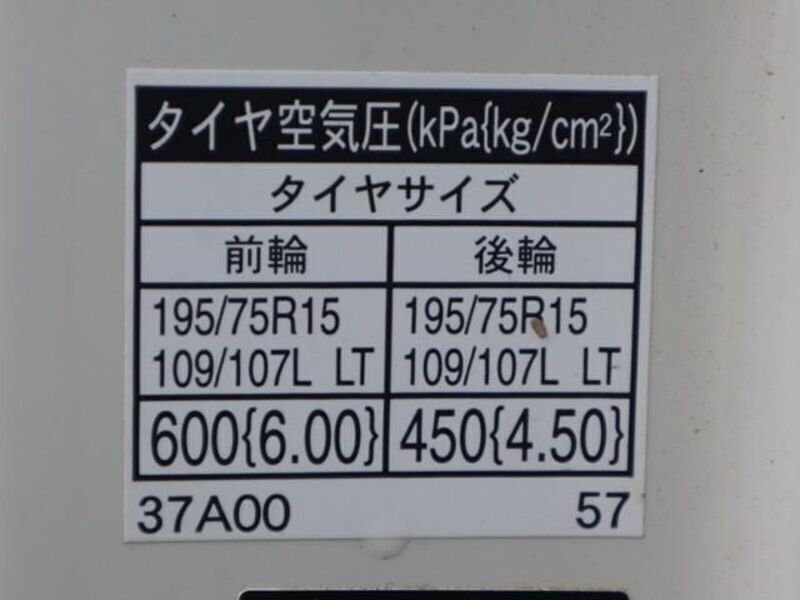 タイヤ空気圧(kPa{kg/cm²})
タイヤサイズ
前輪 後輪
195/75R15 195/75R15
109/107L LT 109/107L LT
600{6.00} 450{4.50}
37A00 57